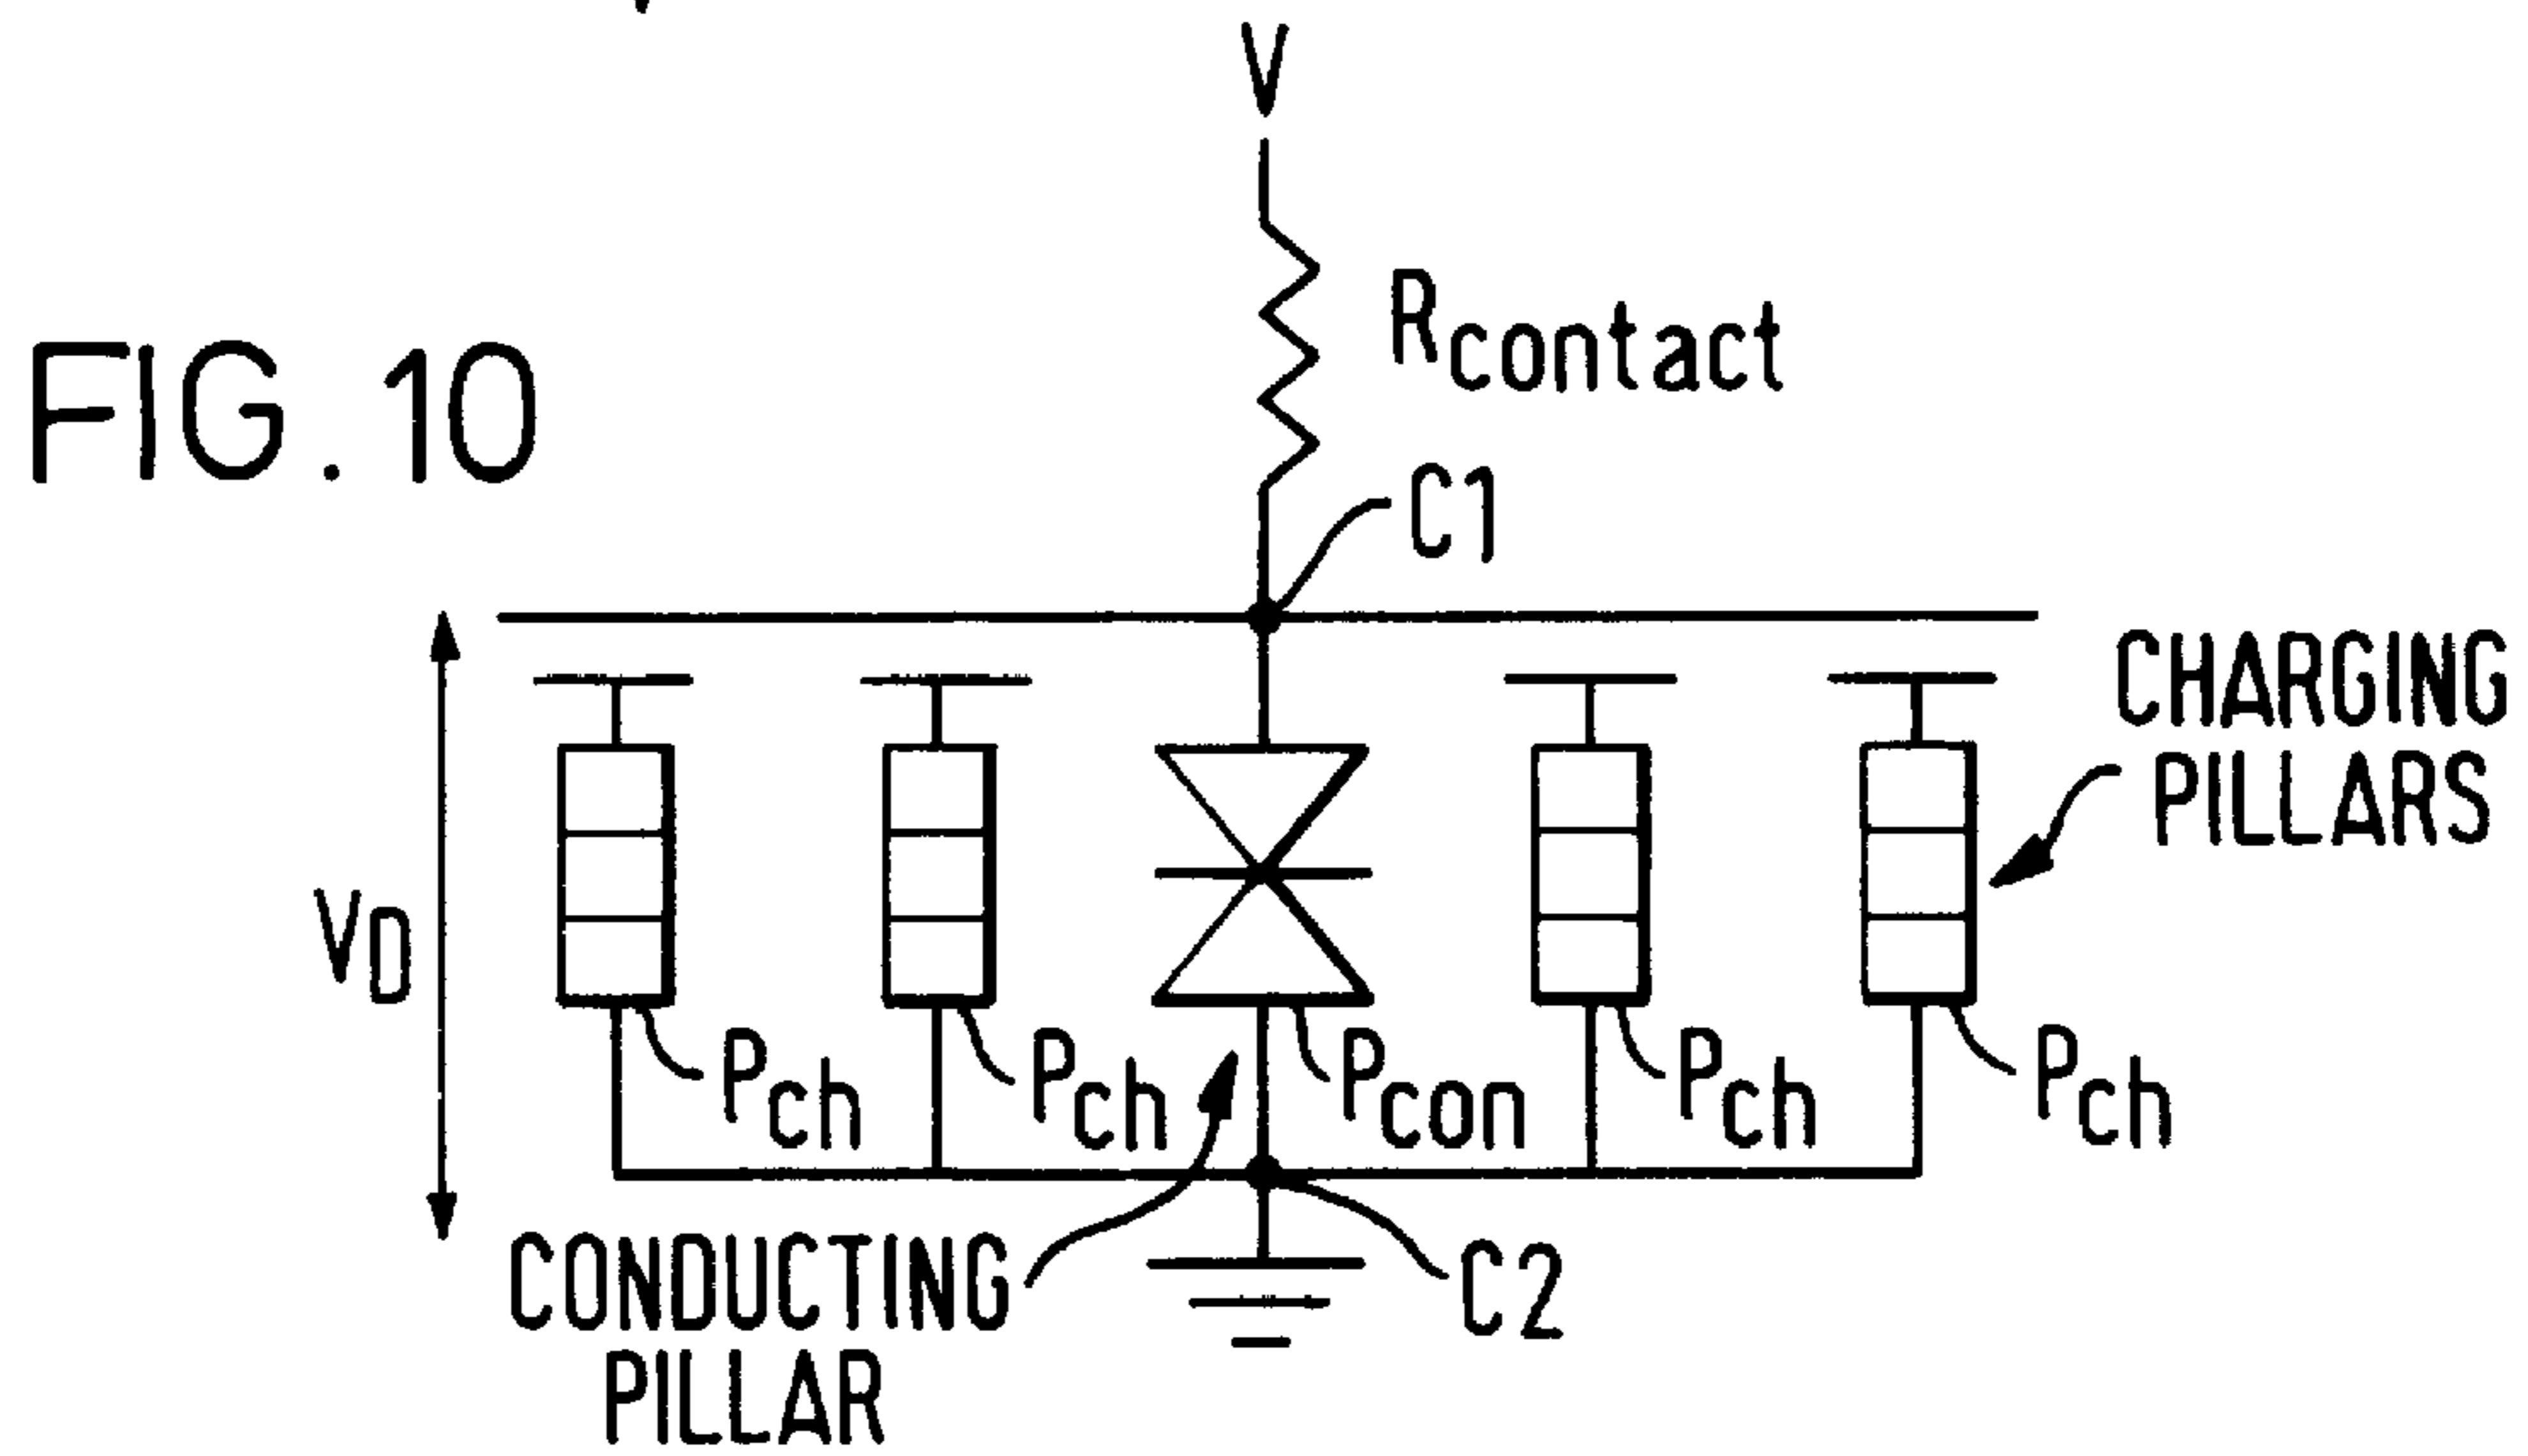 V
Rcontact
FIG.10
C1
CHARGING
PILLARS
VD
Pch
Pch
Pcon
Pch
Pch
CONDUCTING
PILLAR
C2